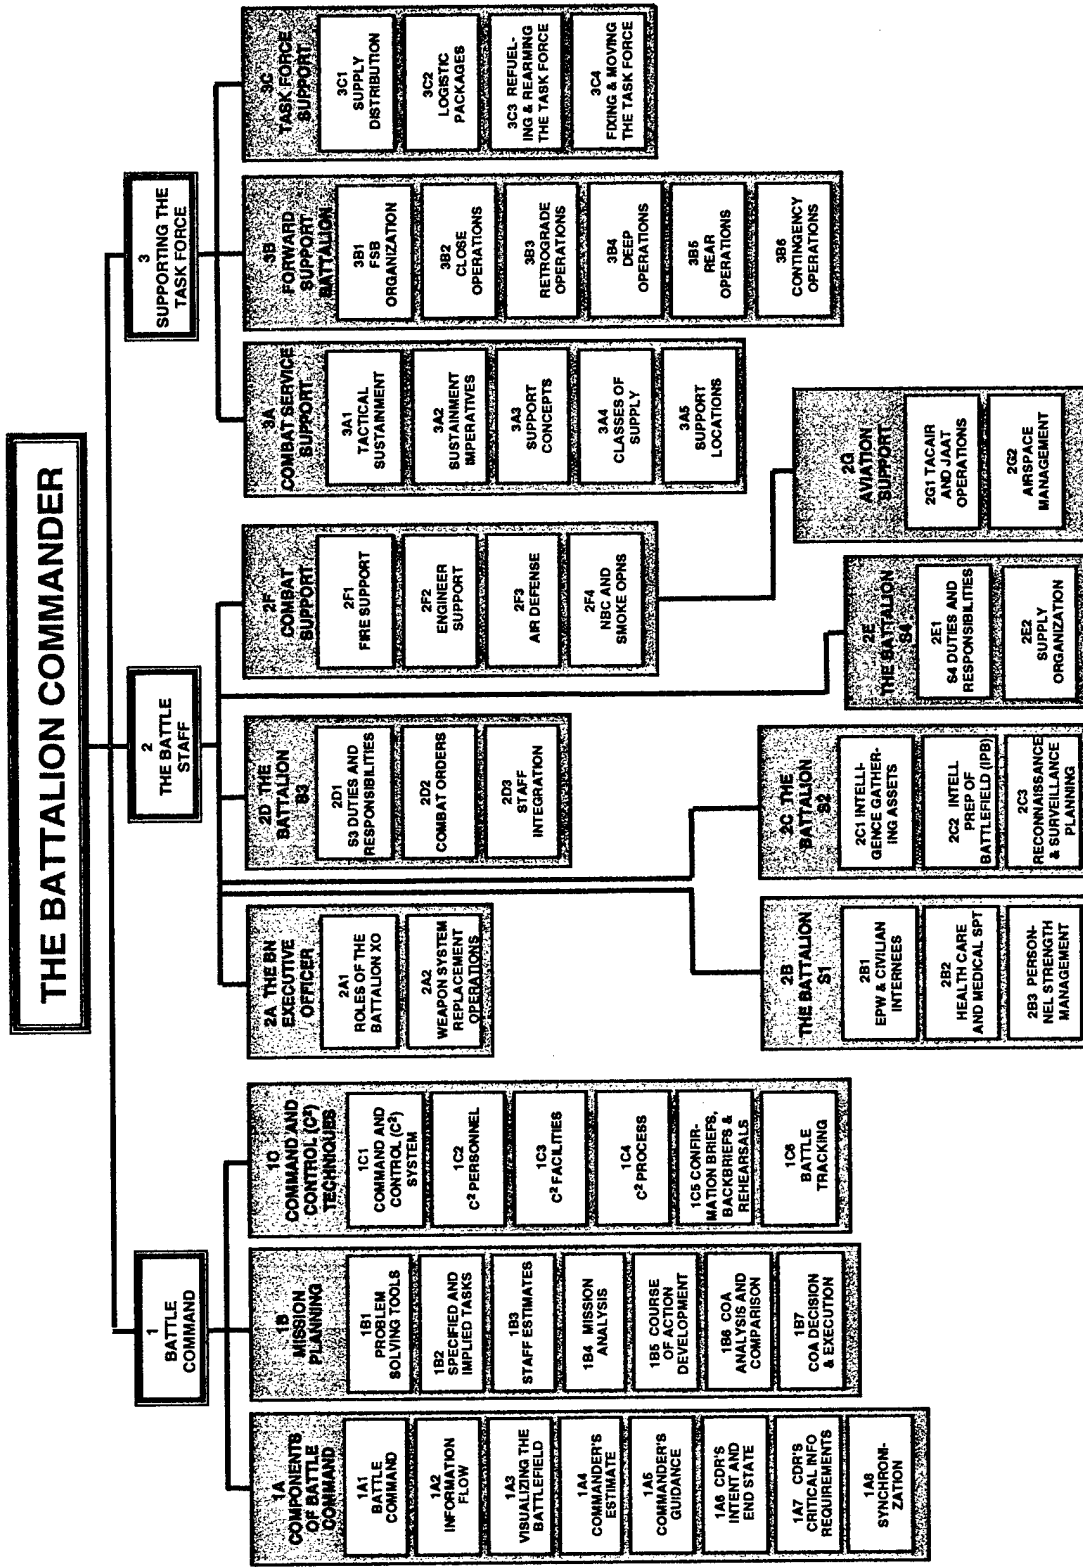 THE BATTALION COMMANDER
1
BATTLE
COMMAND
1A
COMPONENTS
OF BATTLE
COMMAND
1A1
BATTLE
COMMAND
1A2
INFORMATION
FLOW
1A3
VISUALIZING THE
BATTLEFIELD
1A4
COMMANDER'S
ESTIMATE
1A5
COMMANDER'S
GUIDANCE
1A6 CDR'S
INTENT AND
END STATE
1A7 CDR'S
CRITICAL INFO
REQUIREMENTS
1A8
SYNCHRONI-
ZATION
1B
MISSION
PLANNING
1B1
PROBLEM
SOLVING TOOLS
1B2
SPECIFIED AND
IMPLIED TASKS
1B3
STAFF ESTIMATES
1B4 MISSION
ANALYSIS
1B5 COURSE
OF ACTION
DEVELOPMENT
1B6 COA
ANALYSIS AND
COMPARISON
1B7
COA DECISION
& EXECUTION
1C
COMMAND AND
CONTROL (C²)
TECHNIQUES
1C1
COMMAND AND
CONTROL (C²)
SYSTEM
1C2
C² PERSONNEL
1C3
C² FACILITIES
1C4
C² PROCESS
1C5 CONFIR-
MATION BRIEFS,
BACKBRIEFS &
REHEARSALS
1C6
BATTLE
TRACKING
2
THE BATTLE
STAFF
2A THE BN
EXECUTIVE
OFFICER
2A1
ROLES OF THE
BATTALION XO
2A2
WEAPON SYSTEM
REPLACEMENT
OPERATIONS
2B
THE BATTALION
S1
2B1
EPW & CIVILIAN
INTERNEES
2B2
HEALTH CARE
AND MEDICAL SPT
2B3 PERSON-
NEL STRENGTH
MANAGEMENT
2C THE
BATTALION
S2
2C1 INTELLI-
GENCE GATHER-
ING ASSETS
2C2 INTELL
PREP OF
BATTLEFIELD (IPB)
2C3
RECONNAISSANCE
& SURVEILLANCE
PLANNING
2D THE
BATTALION
S3
2D1
S3 DUTIES AND
RESPONSIBILITIES
2D2
COMBAT ORDERS
2D3
STAFF
INTEGRATION
2E
THE BATTALION
S4
2E1
S4 DUTIES AND
RESPONSIBILITIES
2E2
SUPPLY
ORGANIZATION
2F
COMBAT
SUPPORT
2F1
FIRE SUPPORT
2F2
ENGINEER
SUPPORT
2F3
AIR DEFENSE
2F4
NBC AND
SMOKE OPNS
2G
AVIATION
SUPPORT
2G1 TACAIR
AND JAAT
OPERATIONS
2G2
AIRSPACE
MANAGEMENT
3
SUPPORTING THE
TASK FORCE
3A
COMBAT SERVICE
SUPPORT
3A1
TACTICAL
SUSTAINMENT
3A2
SUSTAINMENT
IMPERATIVES
3A3
SUPPORT
CONCEPTS
3A4
CLASSES OF
SUPPLY
3A5
SUPPORT
LOCATIONS
3B
FORWARD
SUPPORT
BATTALION
3B1
FSB
ORGANIZATION
3B2
CLOSE
OPERATIONS
3B3
RETROGRADE
OPERATIONS
3B4
DEEP
OPERATIONS
3B5
REAR
OPERATIONS
3B6
CONTINGENCY
OPERATIONS
3C
TASK FORCE
SUPPORT
3C1
SUPPLY
DISTRIBUTION
3C2
LOGISTIC
PACKAGES
3C3 REFUEL-
ING & REARMING
THE TASK FORCE
3C4
FIXING & MOVING
THE TASK FORCE